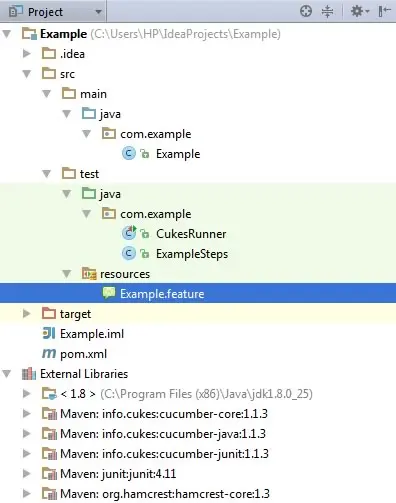 Project
Example (C:\Users\HP\IdeaProjects\Example)
.idea
src
main
java
com.example
Example
test
java
com.example
CukesRunner
ExampleSteps
resources
Example.feature
target
Example.iml
pom.xml
External Libraries
< 1.8 > (C:\Program Files (x86)\Java\jdk1.8.0_25)
Maven: info.cukes:cucumber-core:1.1.3
Maven: info.cukes:cucumber-java:1.1.3
Maven: info.cukes:cucumber-junit:1.1.3
Maven: junit:junit:4.11
Maven: org.hamcrest:hamcrest-core:1.3